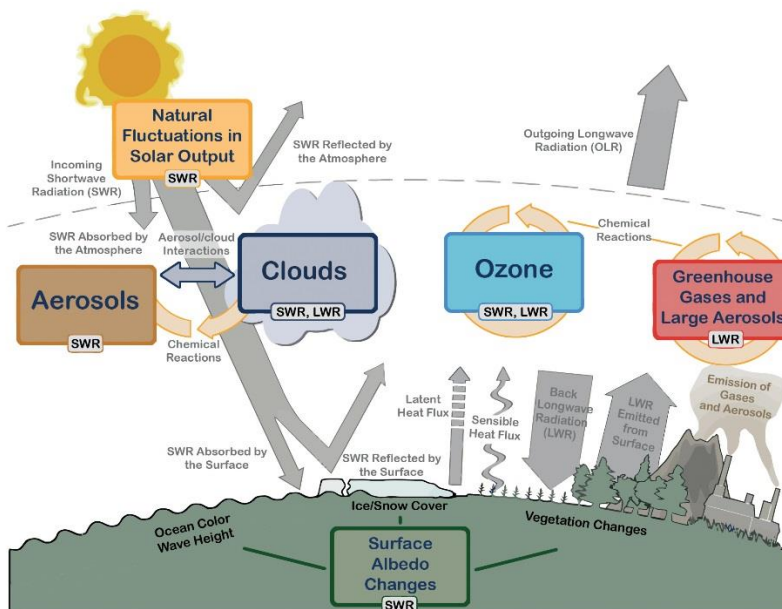 Natural
Fluctuations in
Solar Output
SWR
Incoming
Shortwave
Radiation (SWR)
SWR Reflected by
the Atmosphere
Outgoing Longwave
Radiation (OLR)
SWR Absorbed by
the Atmosphere
Aerosol/cloud
Interactions
Chemical
Reactions
Aerosols
SWR
Clouds
SWR, LWR
Ozone
SWR, LWR
Greenhouse
Gases and
Large Aerosols
LWR
Chemical
Reactions
Latent
Heat Flux
Sensible
Heat Flux
Back
Longwave
Radiation
(LWR)
LWR
Emitted
from
Surface
Emission of
Gases
and Aerosols
SWR Absorbed by
the Surface
SWR Reflected by
the Surface
Ocean Color
Wave Height
Ice/Snow Cover
Vegetation Changes
Surface
Albedo
Changes
SWR